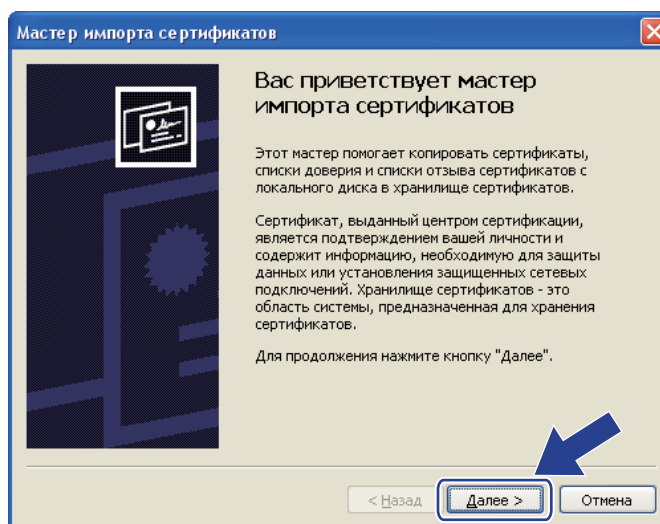 Мастер импорта сертификатов
Вас приветствует мастер
импорта сертификатов
Этот мастер помогает копировать сертификаты,
списки доверия и списки отзыва сертификатов с
локального диска в хранилище сертификатов.
Сертификат, выданный центром сертификации,
является подтверждением вашей личности и
содержит информацию, необходимую для защиты
данных или установления защищенных сетевых
подключений. Хранилище сертификатов - это
область системы, предназначенная для хранения
сертификатов.
Для продолжения нажмите кнопку "Далее".
< Назад Далее > Отмена